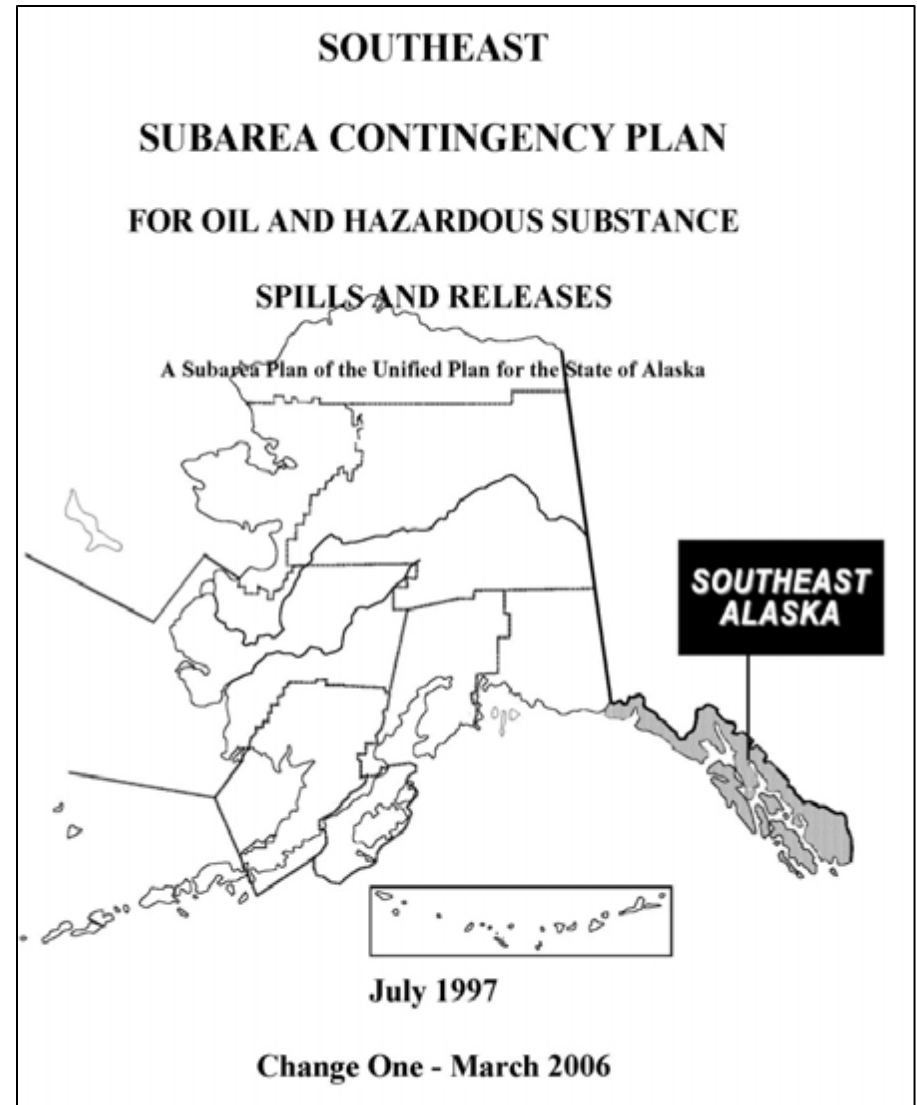 SOUTHEAST
SUBAREA CONTINGENCY PLAN
FOR OIL AND HAZARDOUS SUBSTANCE
SPILLS AND RELEASES
A Subarea Plan of the Unified Plan for the State of Alaska
SOUTHEAST
ALASKA
July 1997
Change One - March 2006